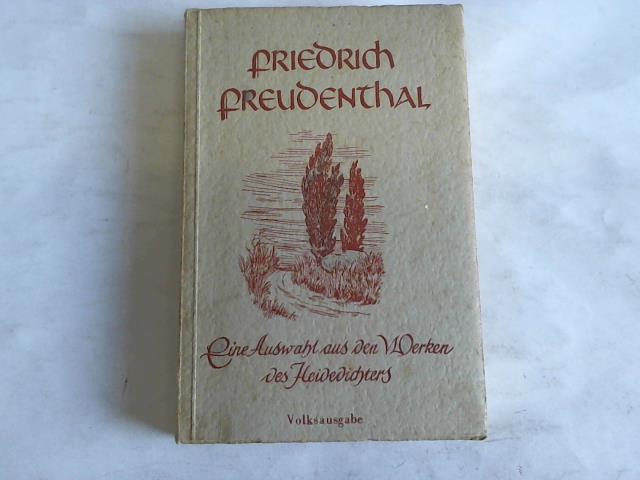 FRIEDRICH
FREUDENTHAL
Eine Auswahl aus den Werken
des Heidedichters
Volksausgabe